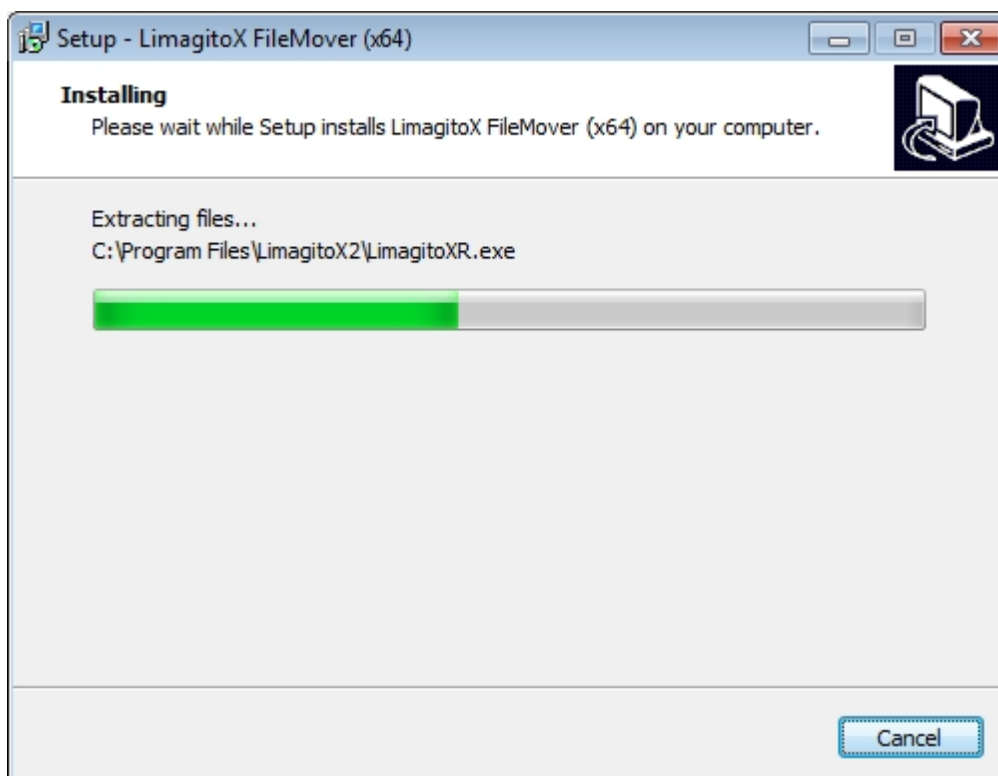 Setup - LimagitoX FileMover (x64)
Installing
Please wait while Setup installs LimagitoX FileMover (x64) on your computer.
Extracting files...
C:\Program Files\LimagitoX2\LimagitoXR.exe
Cancel